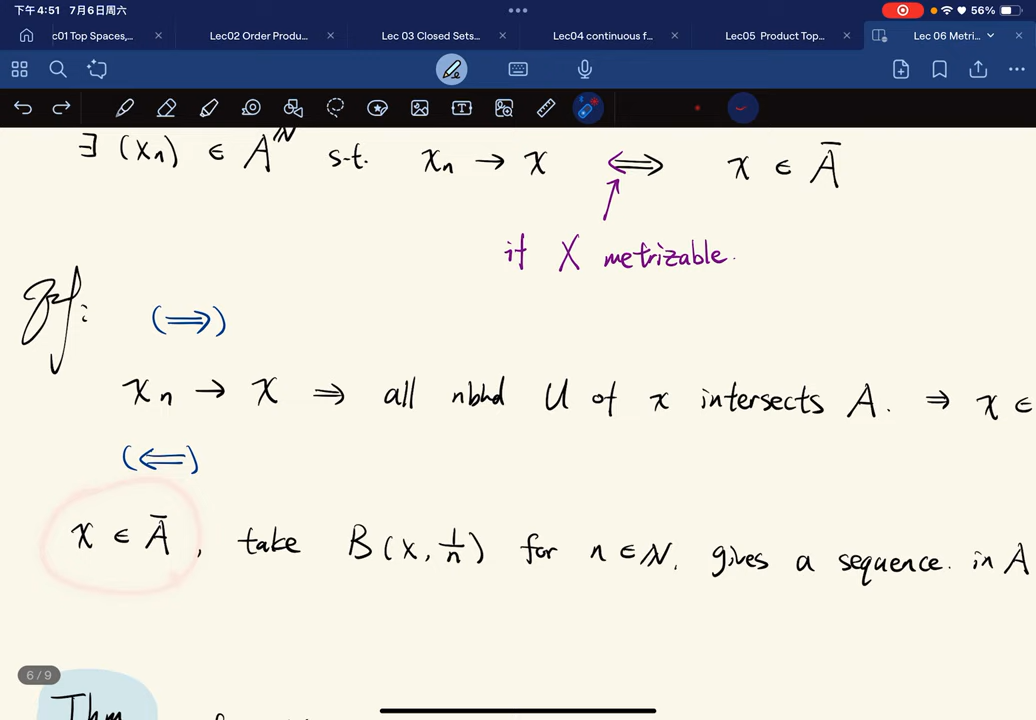 下午4:51 7月6日周六
56%
c01 Top Spaces,
Lec02 Order Produ...
Lec 03 Closed Sets...
Lec04 continuous f...
Lec05 Product Top...
Lec 06 Metri...
∃ (xn) ∈ A^ℕ s.t. xn → x ⟺ x ∈ Ā
if X metrizable.
pf:
(⟹)
xn → x ⟹ all nbhd U of x intersects A. ⇒ x ∈
(⟸)
x ∈ Ā, take B(x, 1/n) for n ∈ ℕ. gives a sequence. in A
6 / 9
Thm